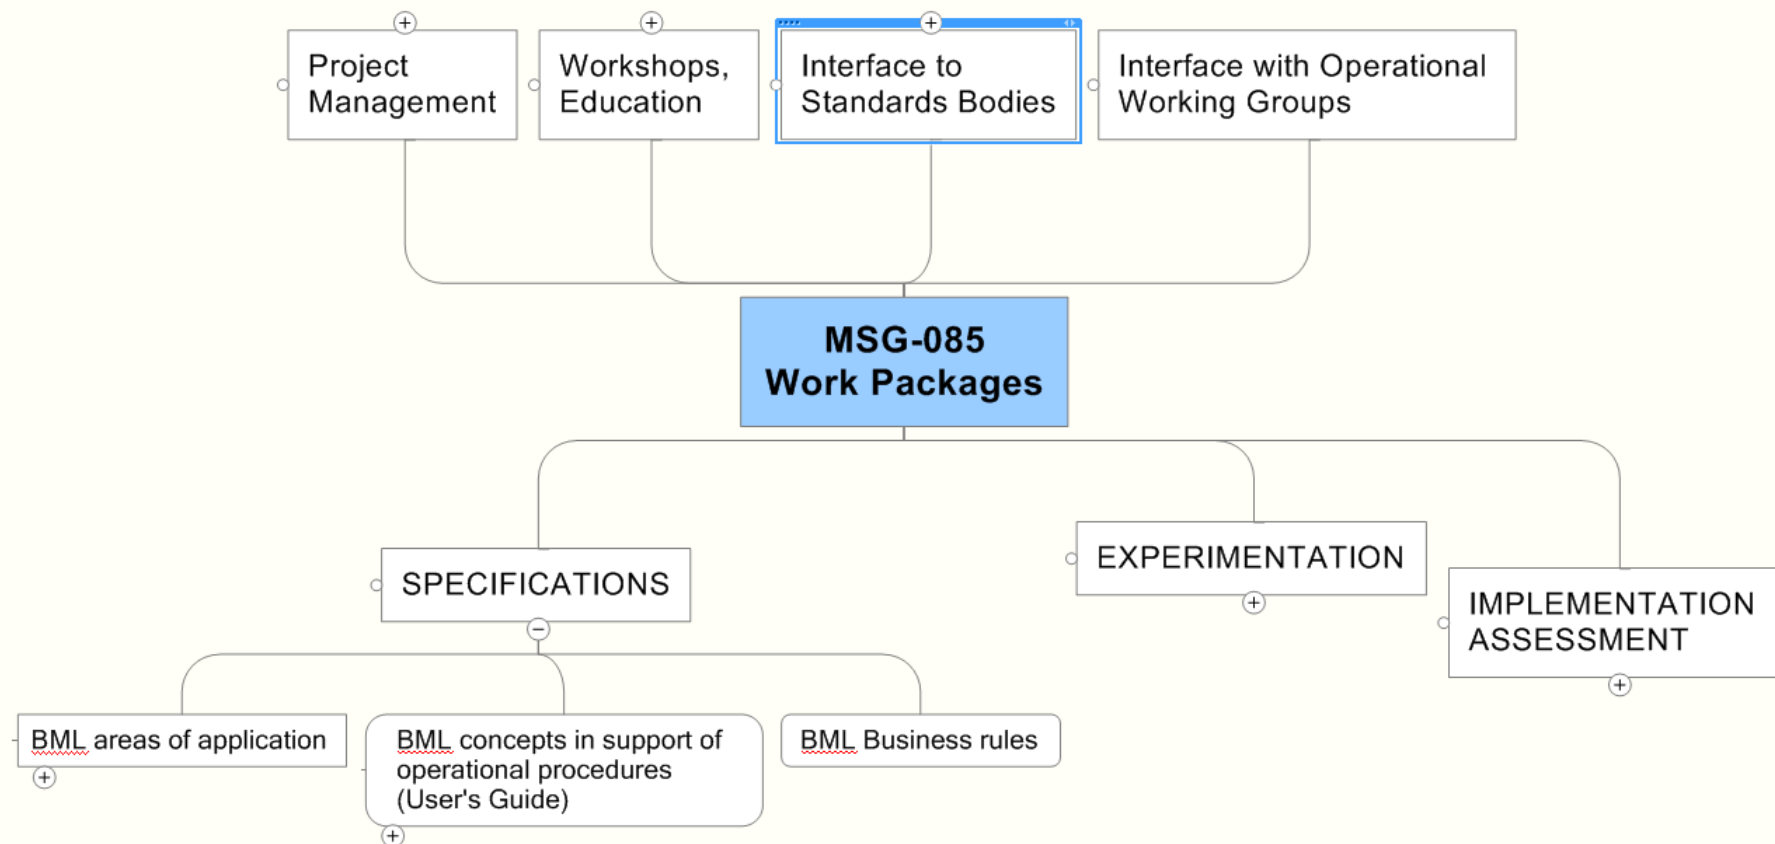 Project
Management
Workshops,
Education
Interface to
Standards Bodies
Interface with Operational
Working Groups
MSG-085
Work Packages
SPECIFICATIONS
EXPERIMENTATION
IMPLEMENTATION
ASSESSMENT
BML areas of application
BML concepts in support of
operational procedures
(User's Guide)
BML Business rules